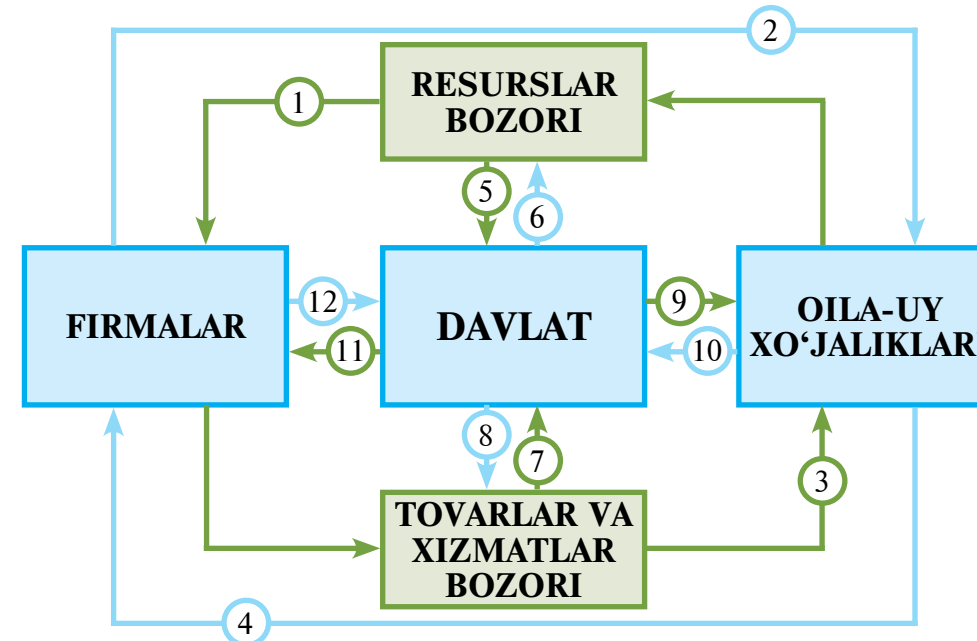 2
1
RESURSLAR
BOZORI
5
6
FIRMALAR
12
11
DAVLAT
9
10
OILA-UY
XO‘JALIKLAR
8
7
3
TOVARLAR VA
XIZMATLAR
BOZORI
4